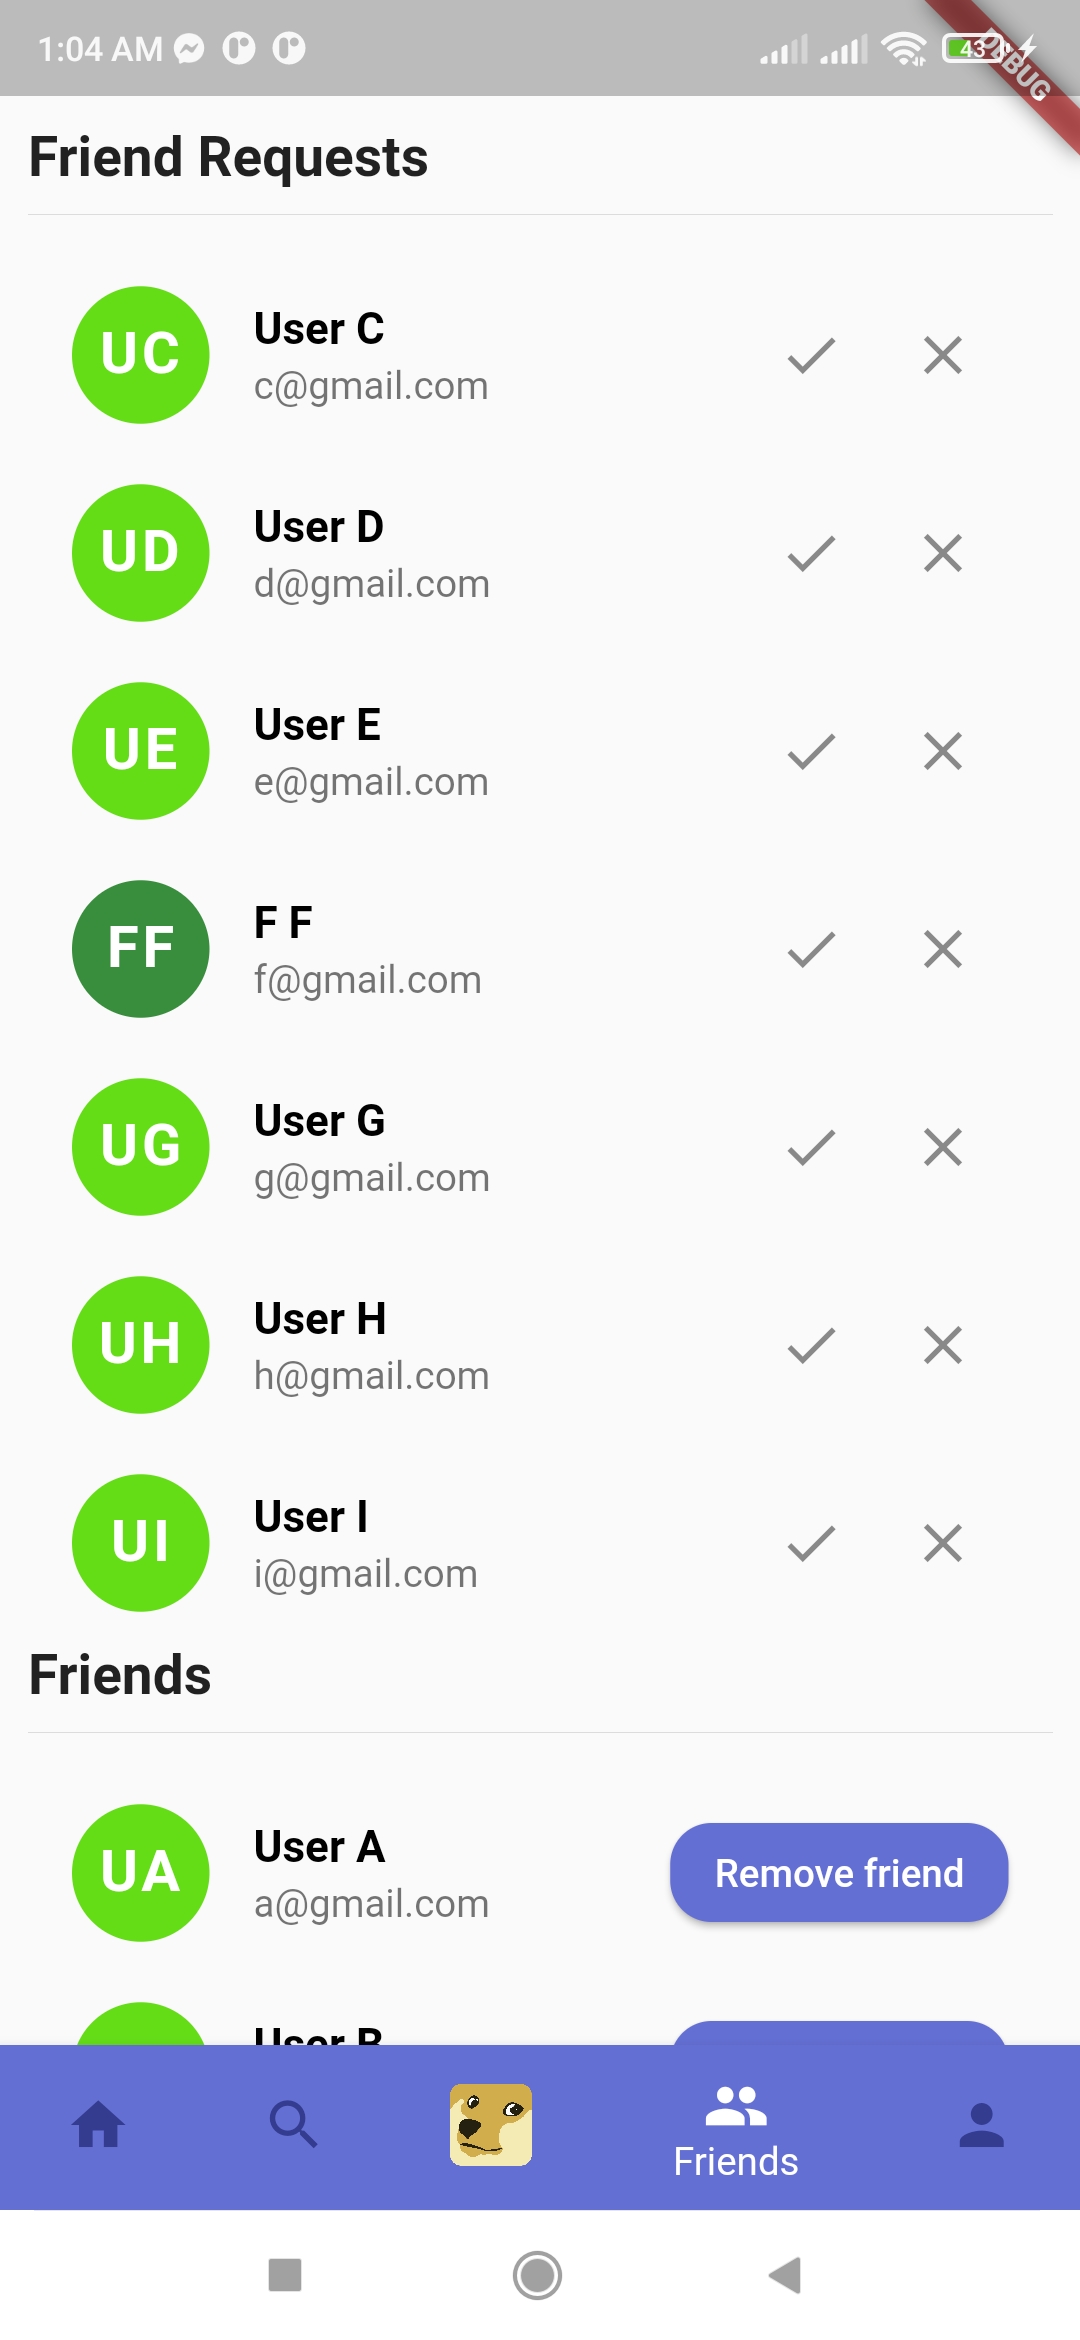 1:04 AM
43
DEBUG
Friend Requests
UC
User C
c@gmail.com
UD
User D
d@gmail.com
UE
User E
e@gmail.com
FF
F F
f@gmail.com
UG
User G
g@gmail.com
UH
User H
h@gmail.com
UI
User I
i@gmail.com
Friends
UA
User A
a@gmail.com
Remove friend
User B
Friends